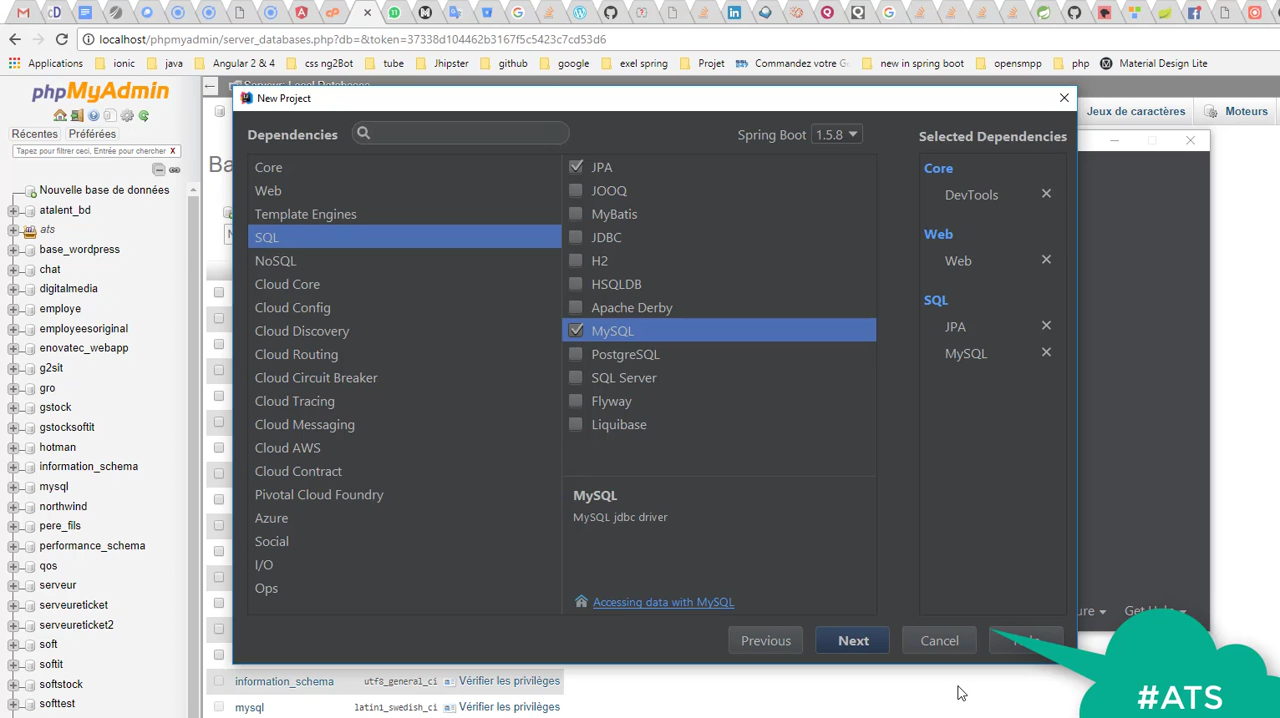 localhost/phpmyadmin/server_databases.php?db=&token=37338d104462b3167f5c5423c7cd53d6
Applications ionic java Angular 2 & 4 css ng2Bt tube Jhipster github google exel spring Projet Commandez votre Go new in spring boot opensmpp php Material Design Lite
phpMyAdmin
Récentes Préférées
Tapez pour filtrer ceci, Entrée pour chercher X
Nouvelle base de données
atalent_bd
ats
base_wordpress
chat
digitalmedia
employe
employeesoriginal
enovatec_webapp
g2sit
gro
gstock
gstocksoftit
hotman
information_schema
mysql
northwind
pere_fils
performance_schema
qos
serveur
serveureticket
serveureticket2
soft
softit
softstock
softtest
Jeux de caractères Moteurs
Ba
New Project
Dependencies
Spring Boot 1.5.8
Core
Web
Template Engines
SQL
NoSQL
Cloud Core
Cloud Config
Cloud Discovery
Cloud Routing
Cloud Circuit Breaker
Cloud Tracing
Cloud Messaging
Cloud AWS
Cloud Contract
Pivotal Cloud Foundry
Azure
Social
I/O
Ops
JPA
JOOQ
MyBatis
JDBC
H2
HSQLDB
Apache Derby
MySQL
PostgreSQL
SQL Server
Flyway
Liquibase
MySQL
MySQL jdbc driver
Accessing data with MySQL
Selected Dependencies
Core
DevTools
Web
Web
SQL
JPA
MySQL
Previous Next Cancel
information_schema utf8_general_ci Vérifier les privilèges
mysql latin1_swedish_ci Vérifier les privilèges
#ATS